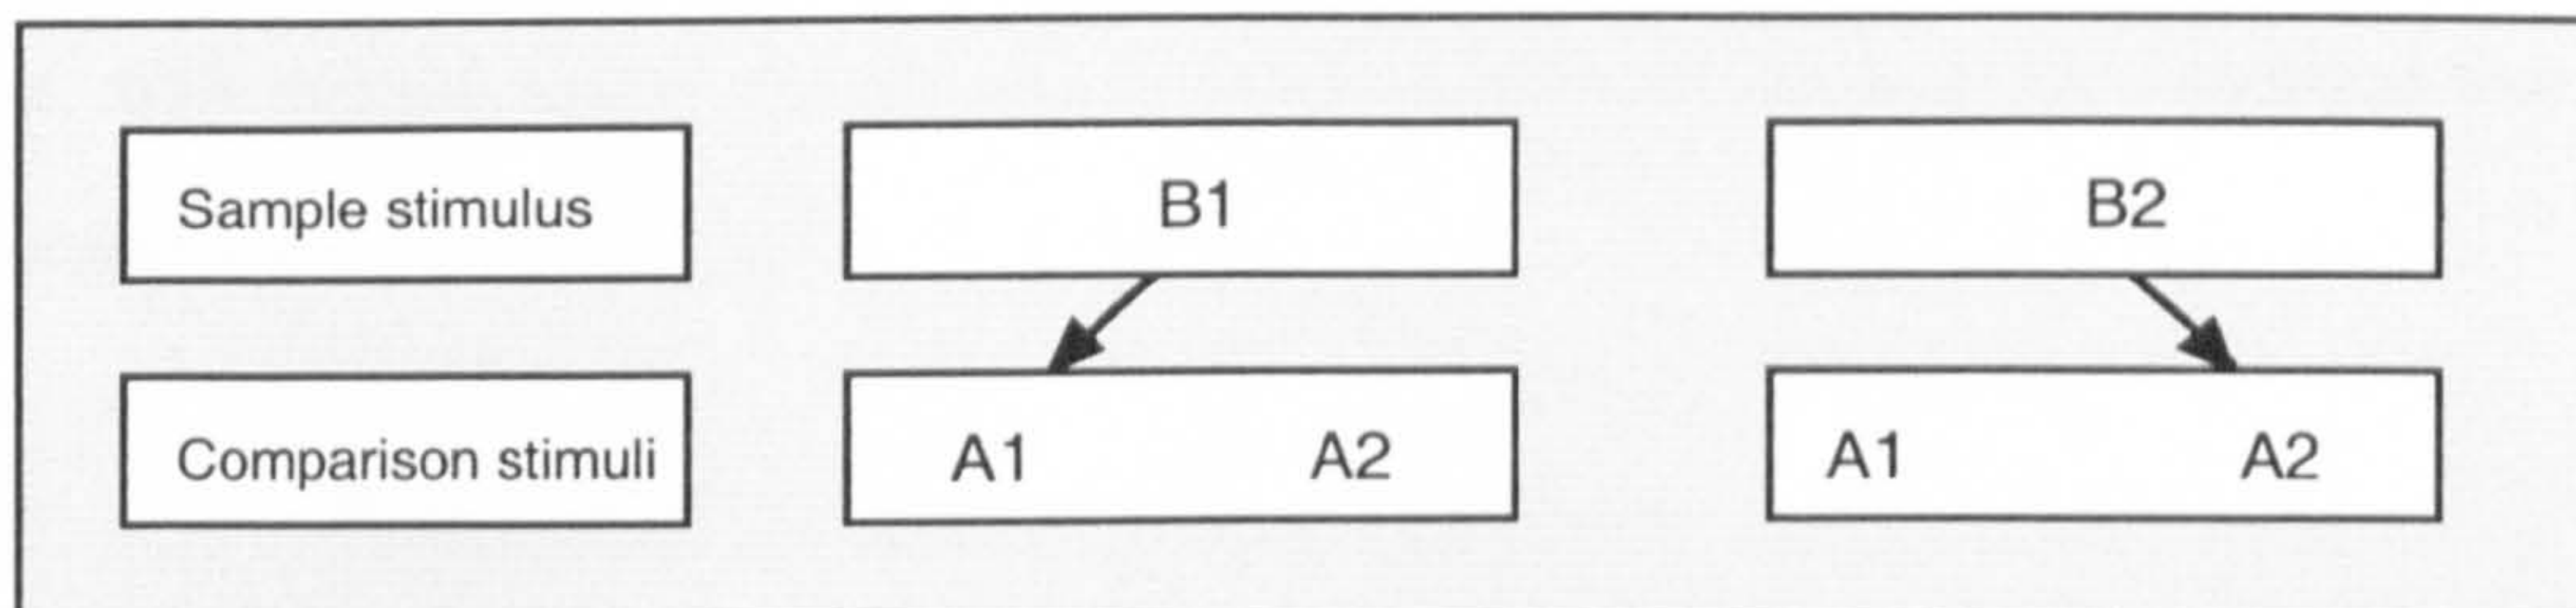 Sample stimulus
B1
B2
Comparison stimuli
A1
A2
A1
A2